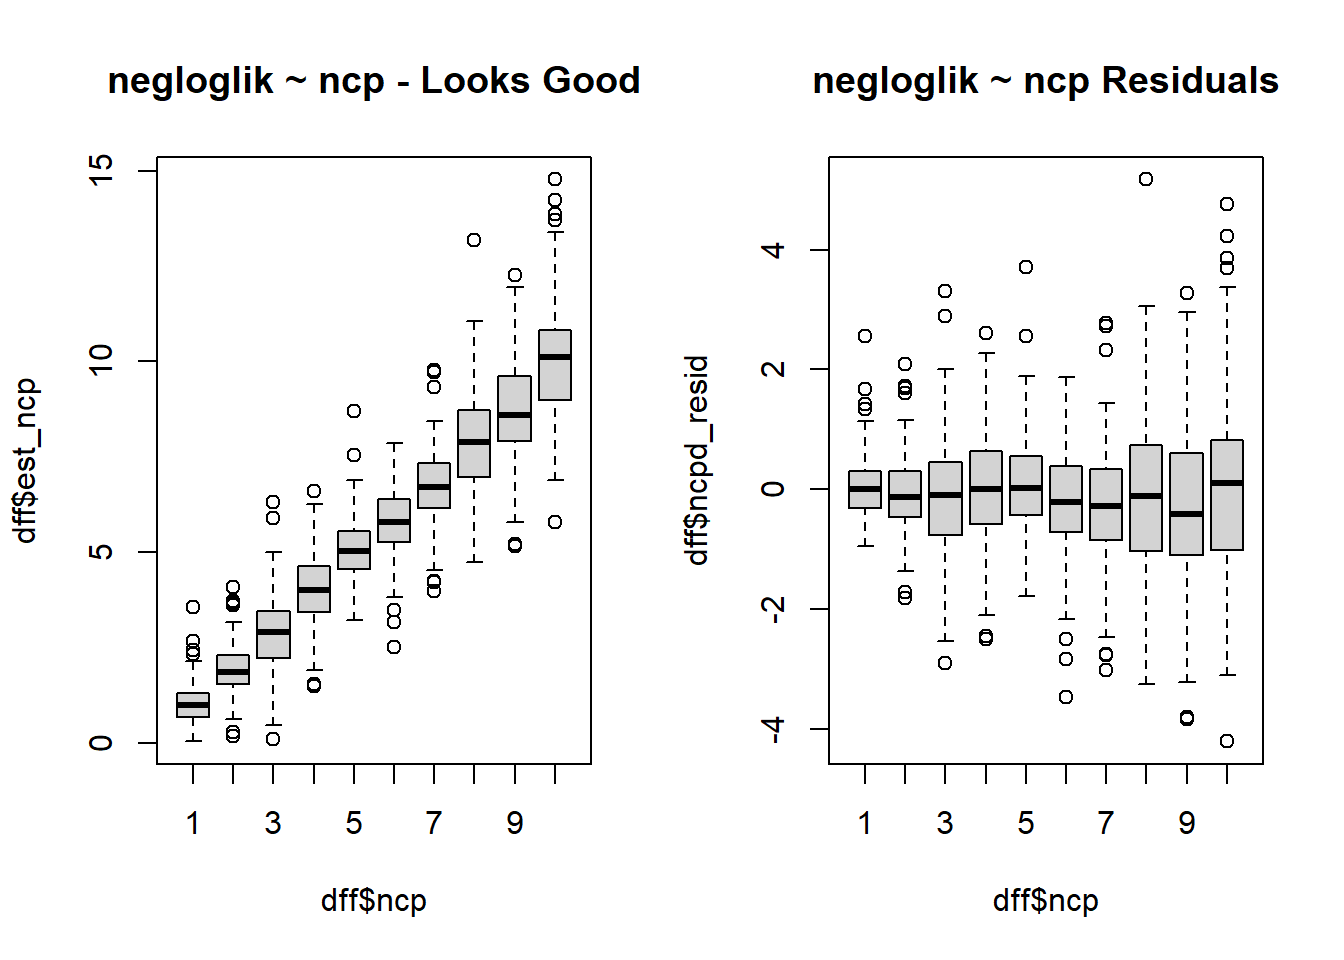 negloglik ~ ncp - Looks Good
dff$est_ncp
15
10
5
0
1 3 5 7 9
dff$ncp
negloglik ~ ncp Residuals
dff$ncpd_resid
4
2
0
-2
-4
1 3 5 7 9
dff$ncp